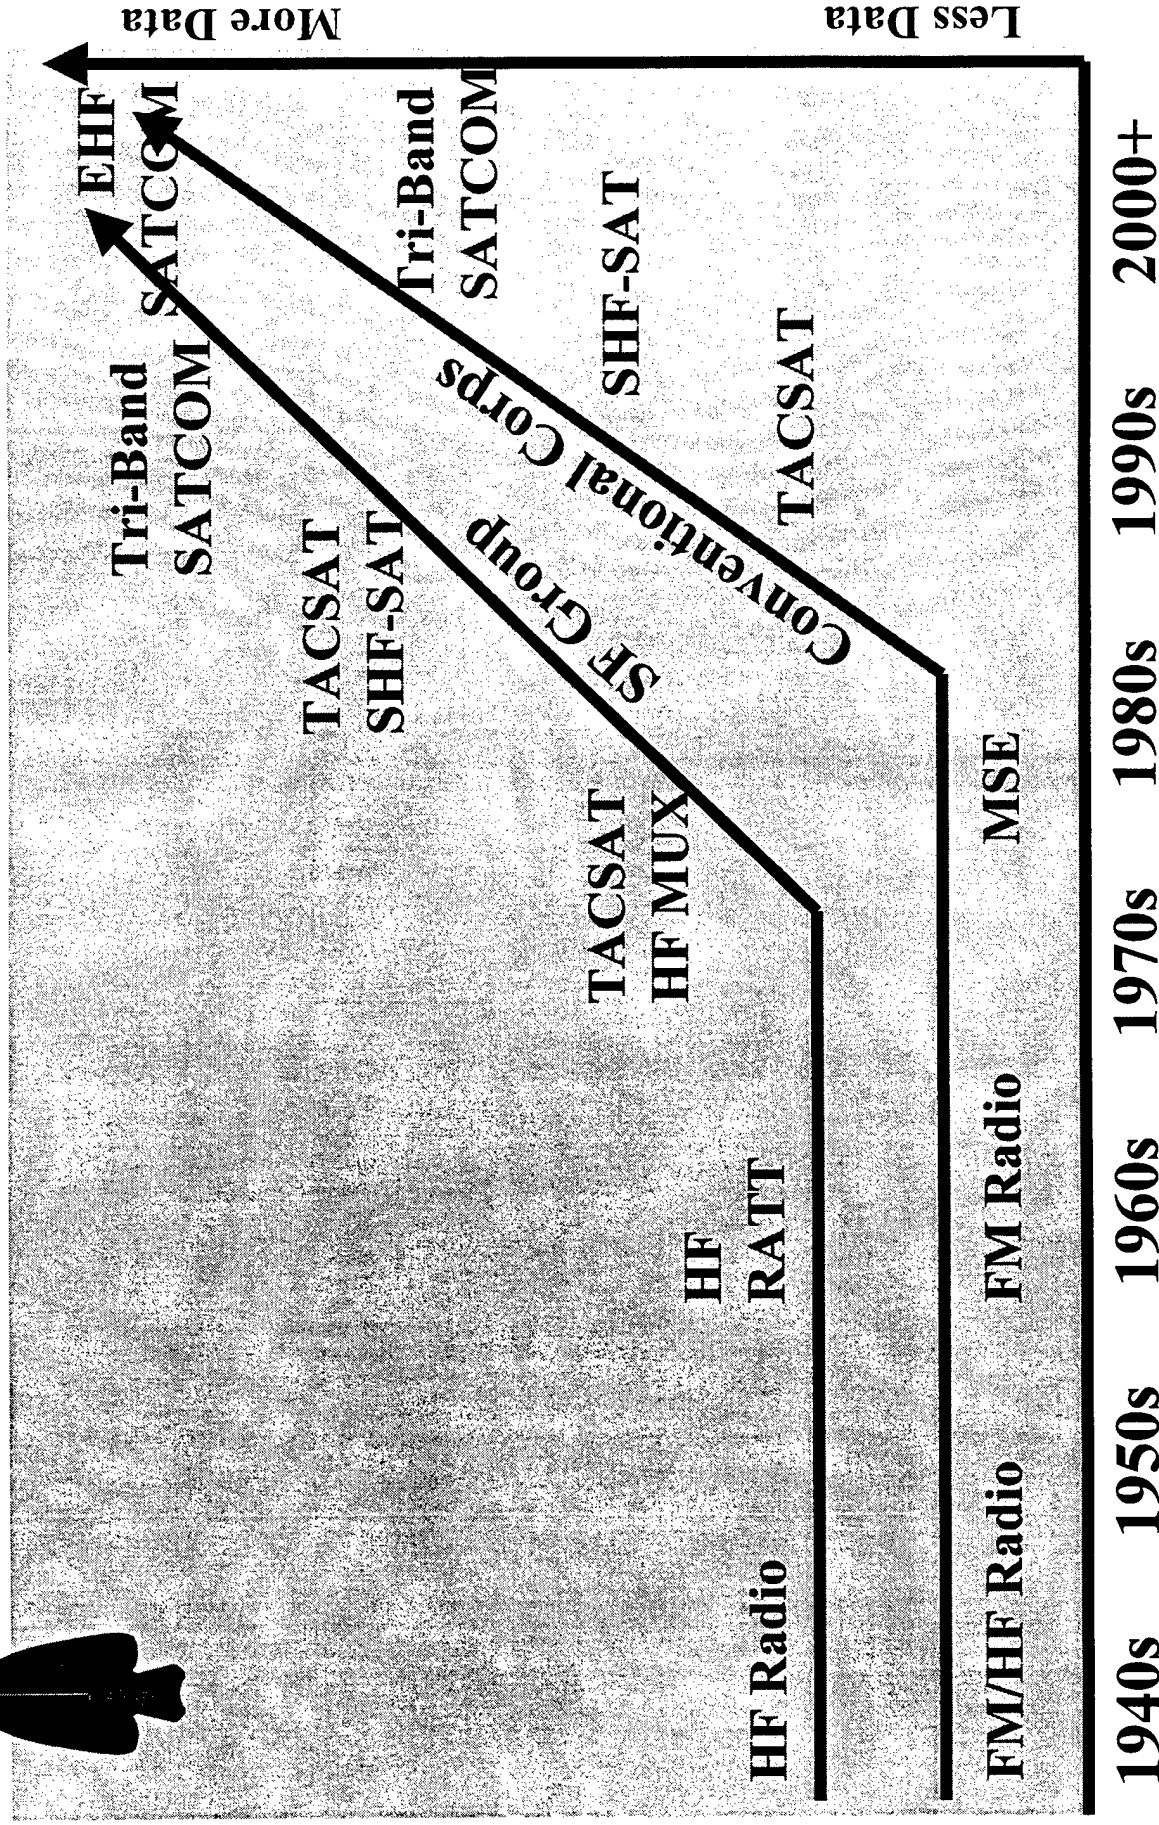 More Data
Less Data
EHF
SATCOM
Tri-Band
SATCOM
Tri-Band
SATCOM
TACSAT
SHF-SAT
SHF-SAT
TACSAT
SF Group
Conventional Corps
TACSAT
HF MUX
MSE
HF
RATT
FM Radio
HF Radio
FM/HF Radio
1940s
1950s
1960s
1970s
1980s
1990s
2000+